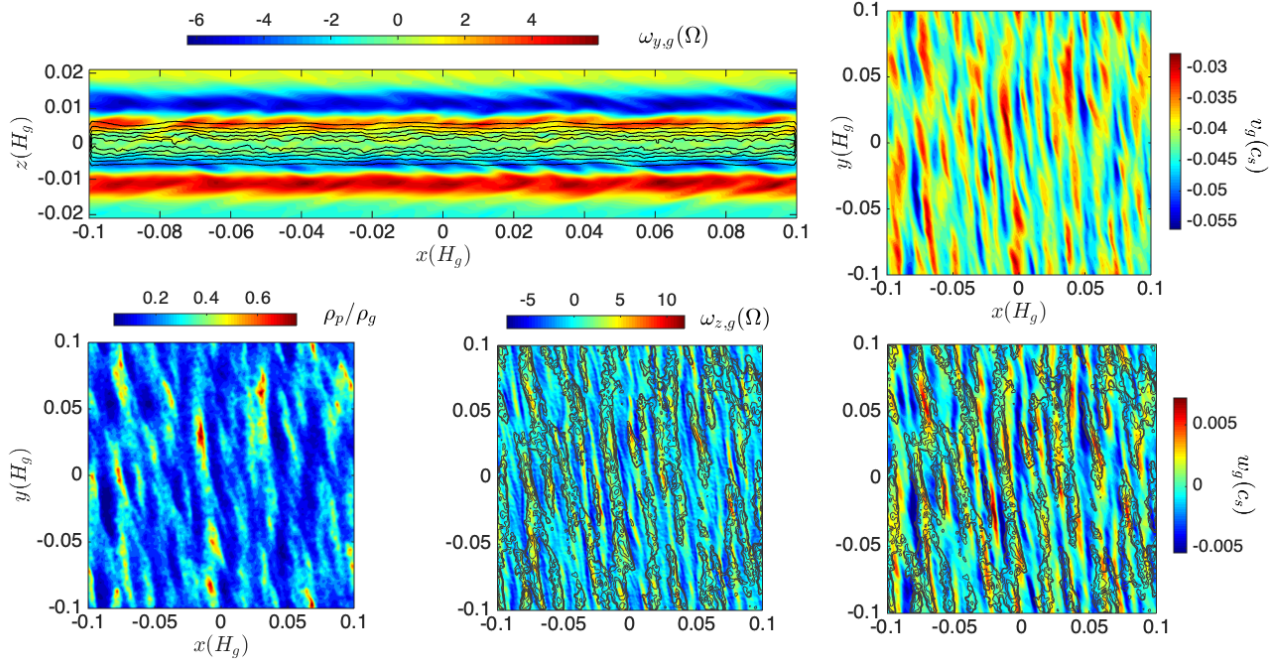 -6 -4 -2 0 2 4
ω_{y,g}(Ω)
0.02
0.01
0
-0.01
-0.02
z(H_g)
-0.1 -0.08 -0.06 -0.04 -0.02 0 0.02 0.04 0.06 0.08 0.1
x(H_g)
0.1
0.05
0
-0.05
-0.1
y(H_g)
-0.1 -0.05 0 0.05 0.1
x(H_g)
-0.03
-0.035
-0.04
-0.045
-0.05
-0.055
v_g(c_s)
0.2 0.4 0.6
ρ_p/ρ_g
0.1
0.05
0
-0.05
-0.1
y(H_g)
-0.1 -0.05 0 0.05 0.1
x(H_g)
-5 0 5 10
ω_{z,g}(Ω)
0.1
0.05
0
-0.05
-0.1
-0.1 -0.05 0 0.05 0.1
x(H_g)
0.1
0.05
0
-0.05
-0.1
-0.1 -0.05 0 0.05 0.1
x(H_g)
0.005
0
-0.005
w_g(c_s)